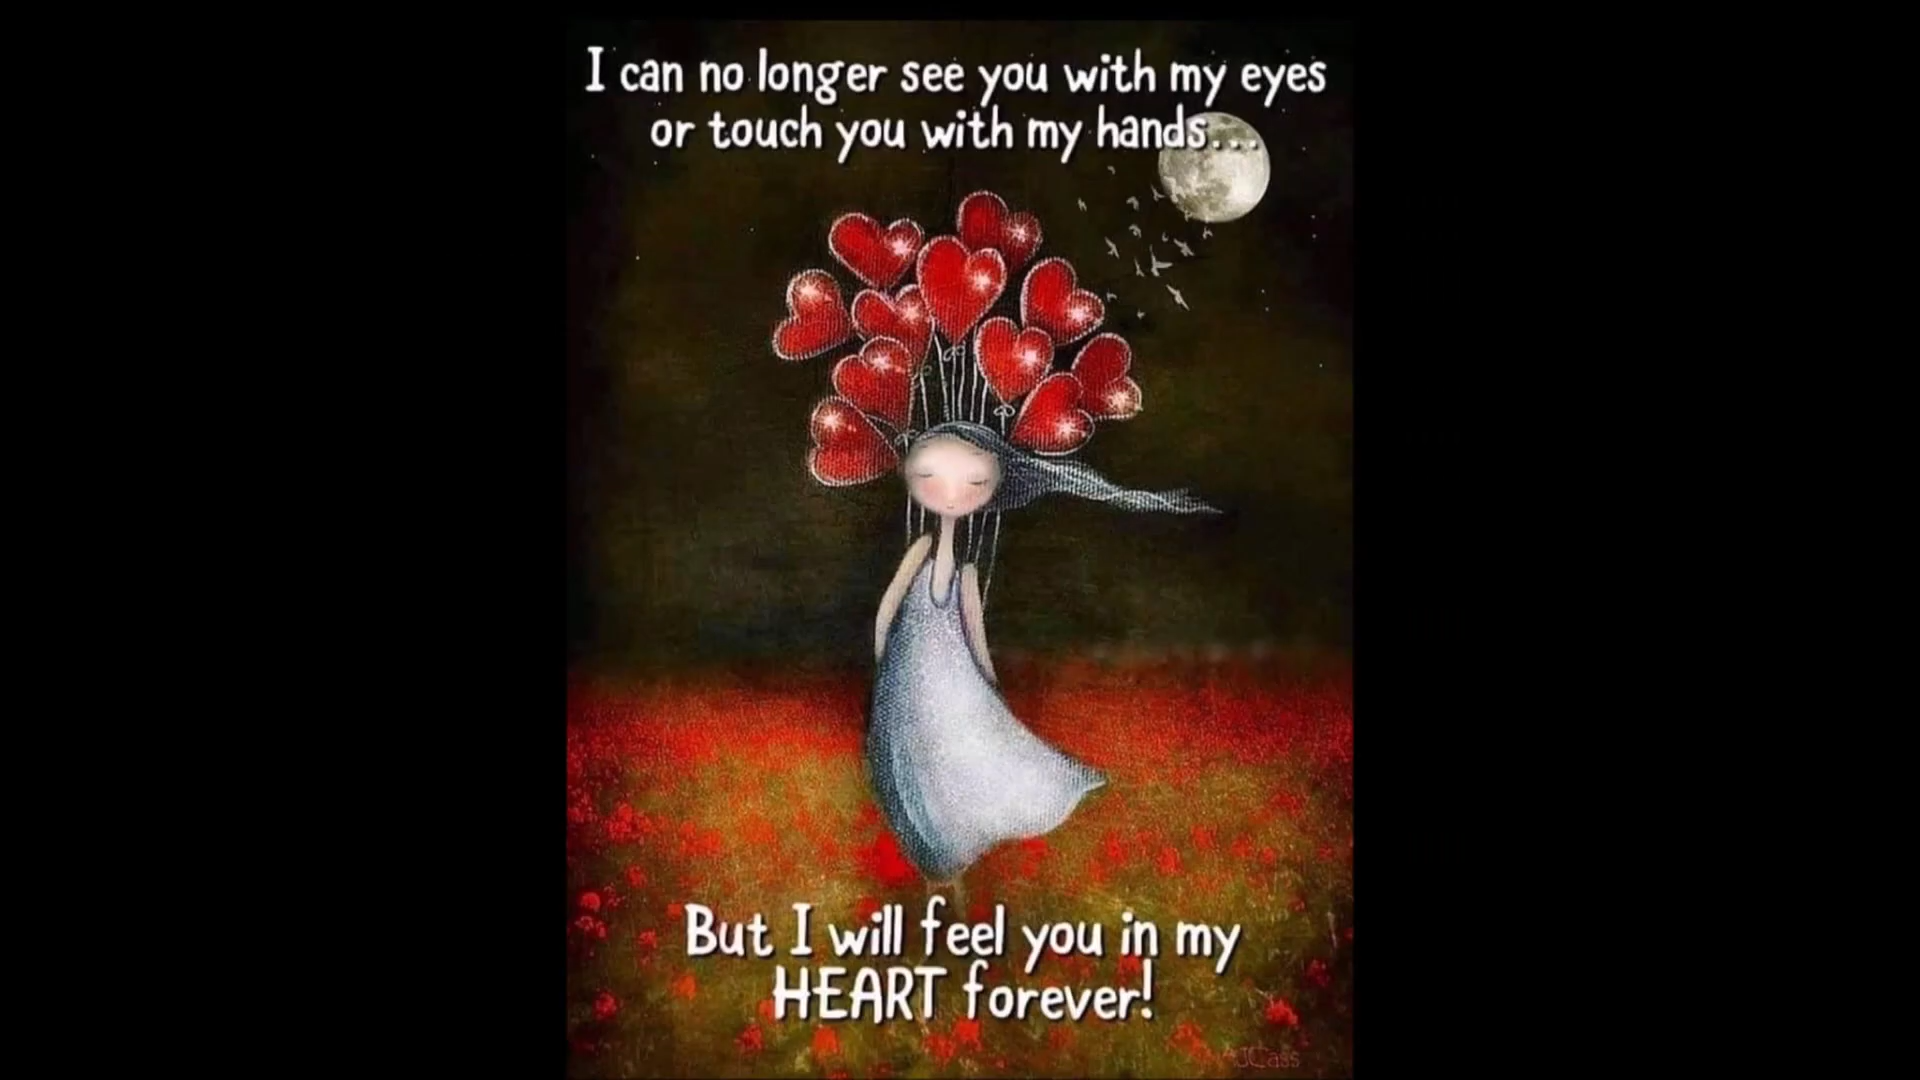 I can no longer see you with my eyes
or touch you with my hands...
But I will feel you in my
HEART forever!
JCass